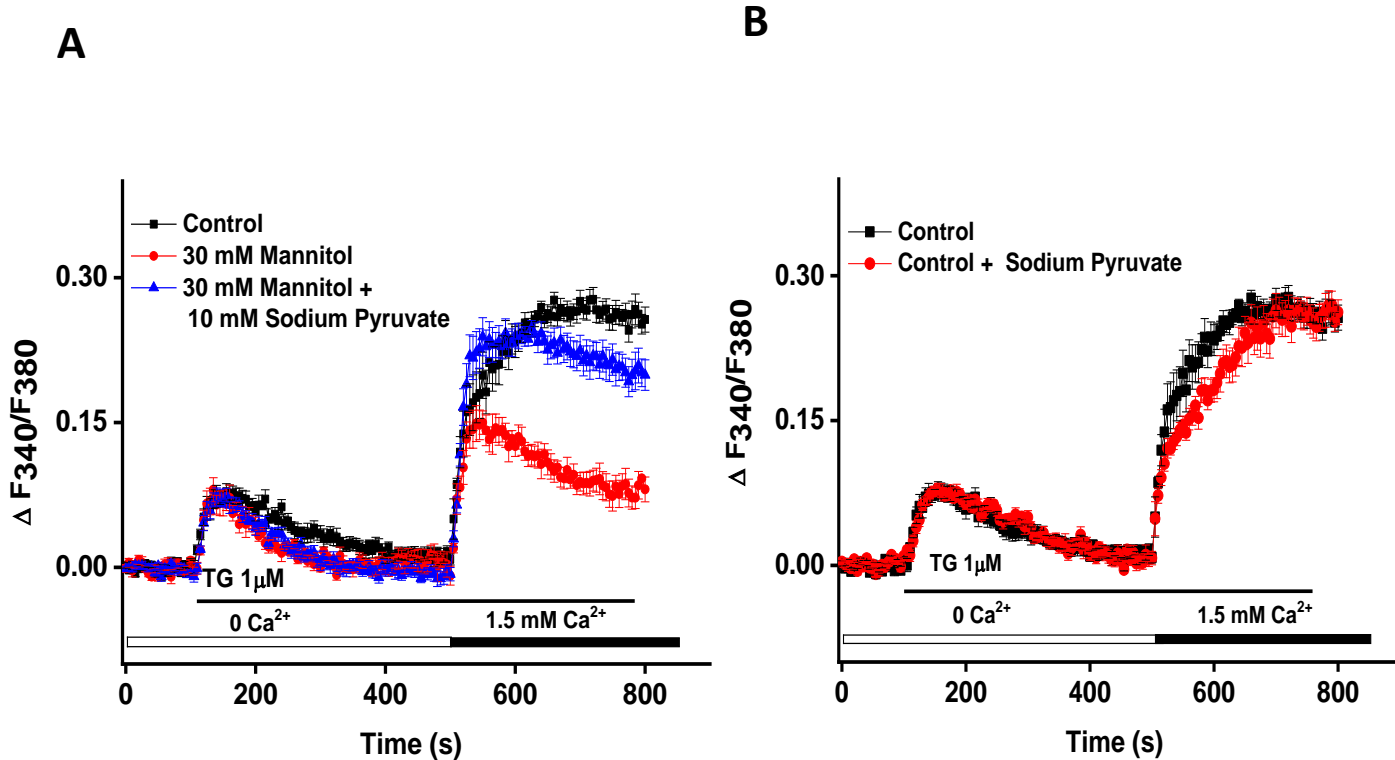 A
Control
30 mM Mannitol
30 mM Mannitol +
10 mM Sodium Pyruvate
0.30
0.15
0.00
Δ F340/F380
TG 1μM
0 Ca²⁺
1.5 mM Ca²⁺
0 200 400 600 800
Time (s)
B
Control
Control + Sodium Pyruvate
0.30
0.15
0.00
Δ F340/F380
TG 1μM
0 Ca²⁺
1.5 mM Ca²⁺
0 200 400 600 800
Time (s)